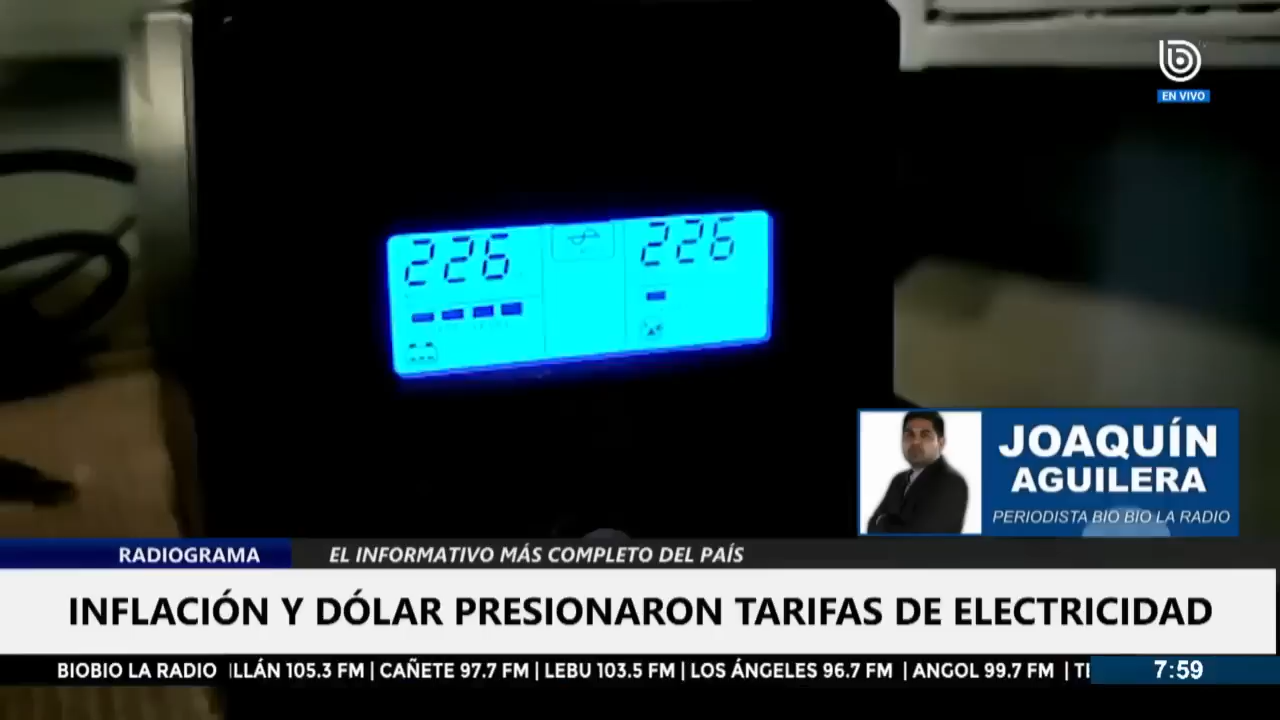 EN VIVO
226
226
JOAQUÍN
AGUILERA
PERIODISTA BIO BIO LA RADIO
RADIOGRAMA
EL INFORMATIVO MÁS COMPLETO DEL PAÍS
INFLACIÓN Y DÓLAR PRESIONARON TARIFAS DE ELECTRICIDAD
BIOBIO LA RADIO
ILLÁN 105.3 FM | CAÑETE 97.7 FM | LEBU 103.5 FM | LOS ÁNGELES 96.7 FM | ANGOL 99.7 FM |
7:59